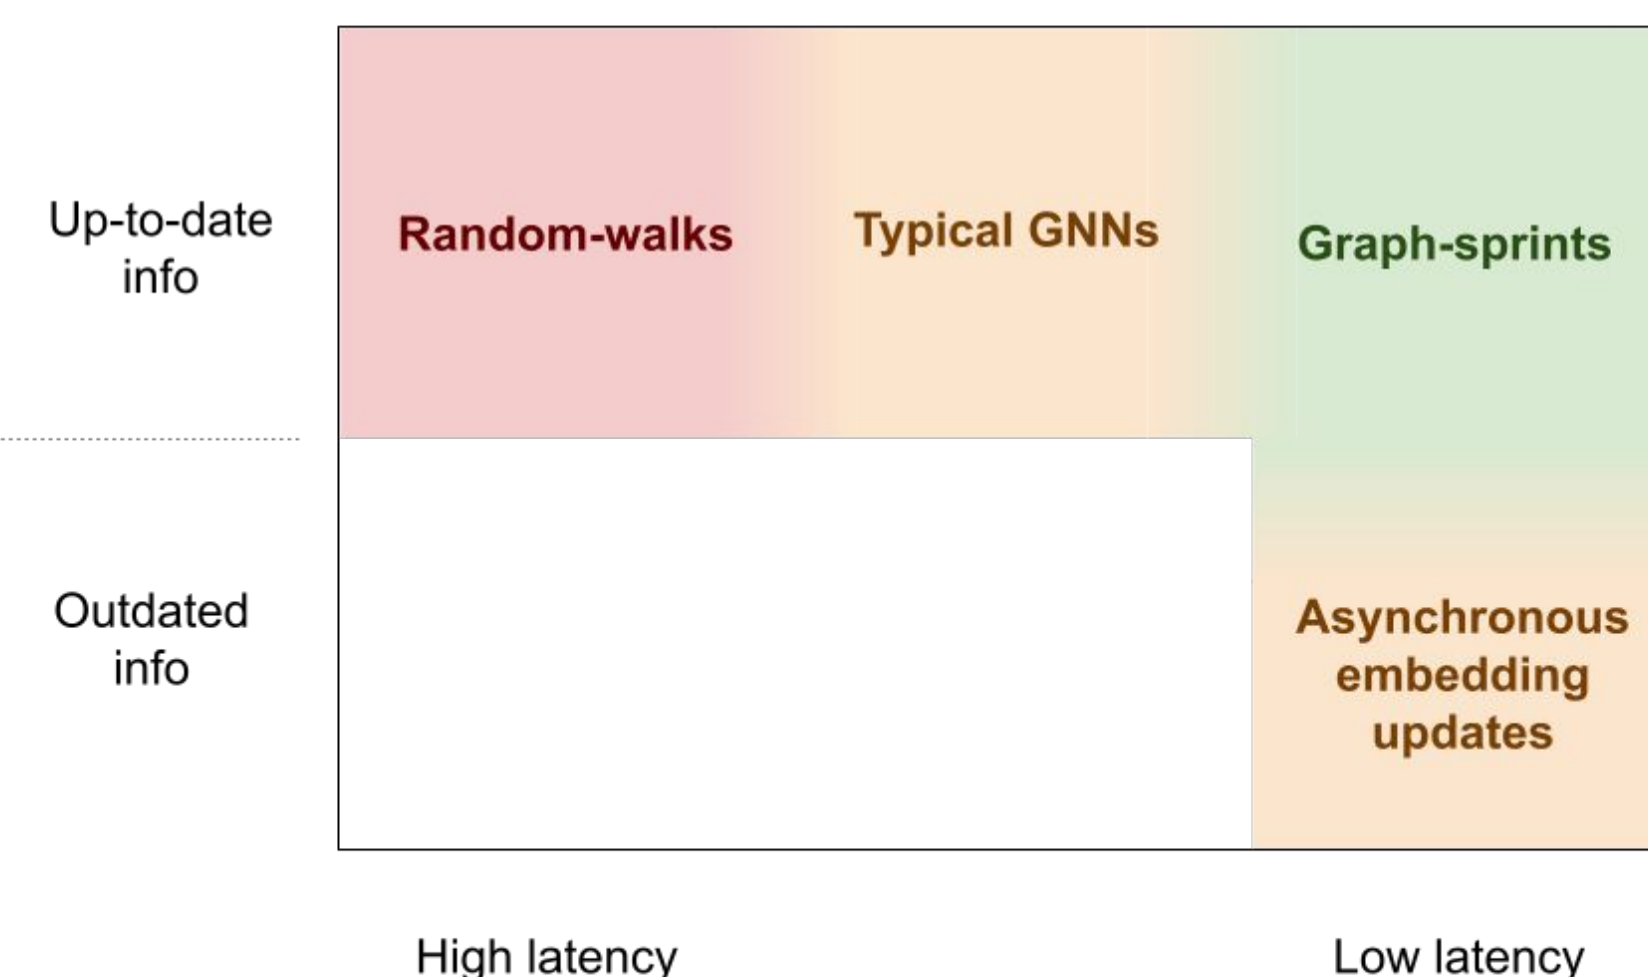 Up-to-date
info
Random-walks
Typical GNNs
Graph-sprints
Outdated
info
Asynchronous
embedding
updates
High latency
Low latency